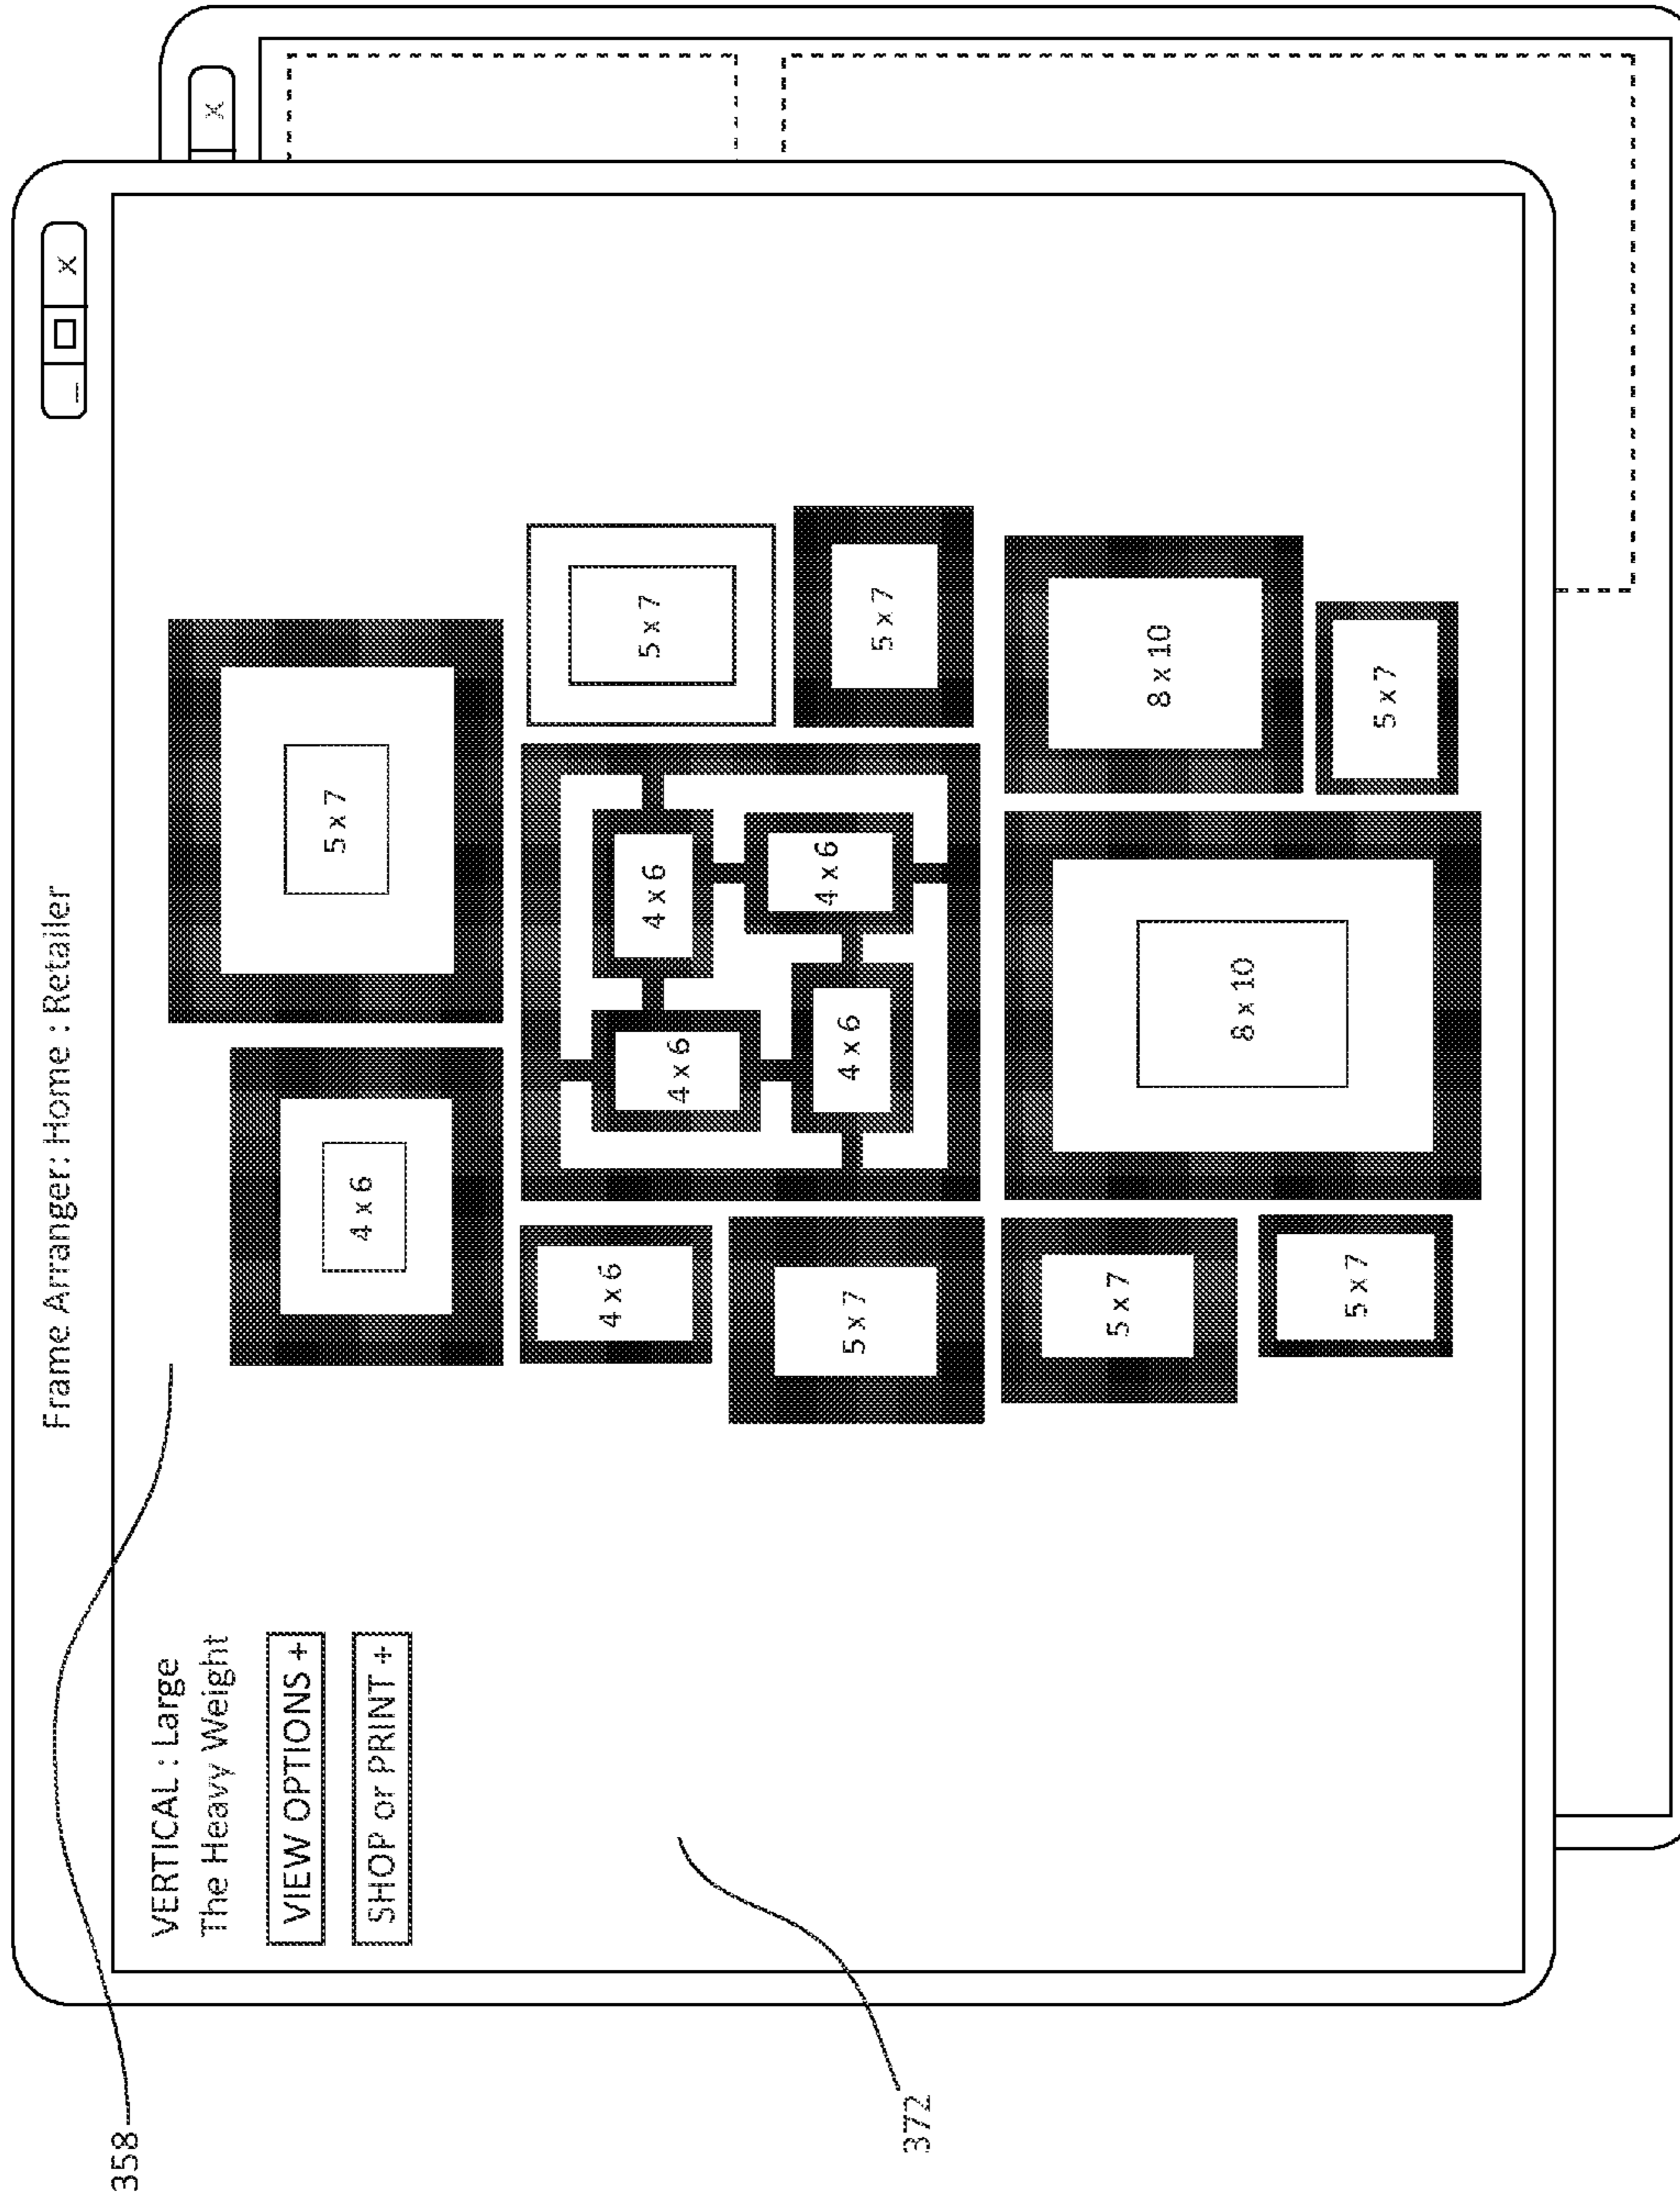 Frame Arranger: Home : Retailer
_ x
x
358
VERTICAL : Large
The Heavy Weight
VIEW OPTIONS +
SHOP or PRINT +
4 x 6
5 x 7
4 x 6
4 x 6
4 x 6
5 x 7
5 x 7
4 x 6
4 x 6
5 x 7
372
5 x 7
8 x 10
8 x 10
5 x 7
5 x 7